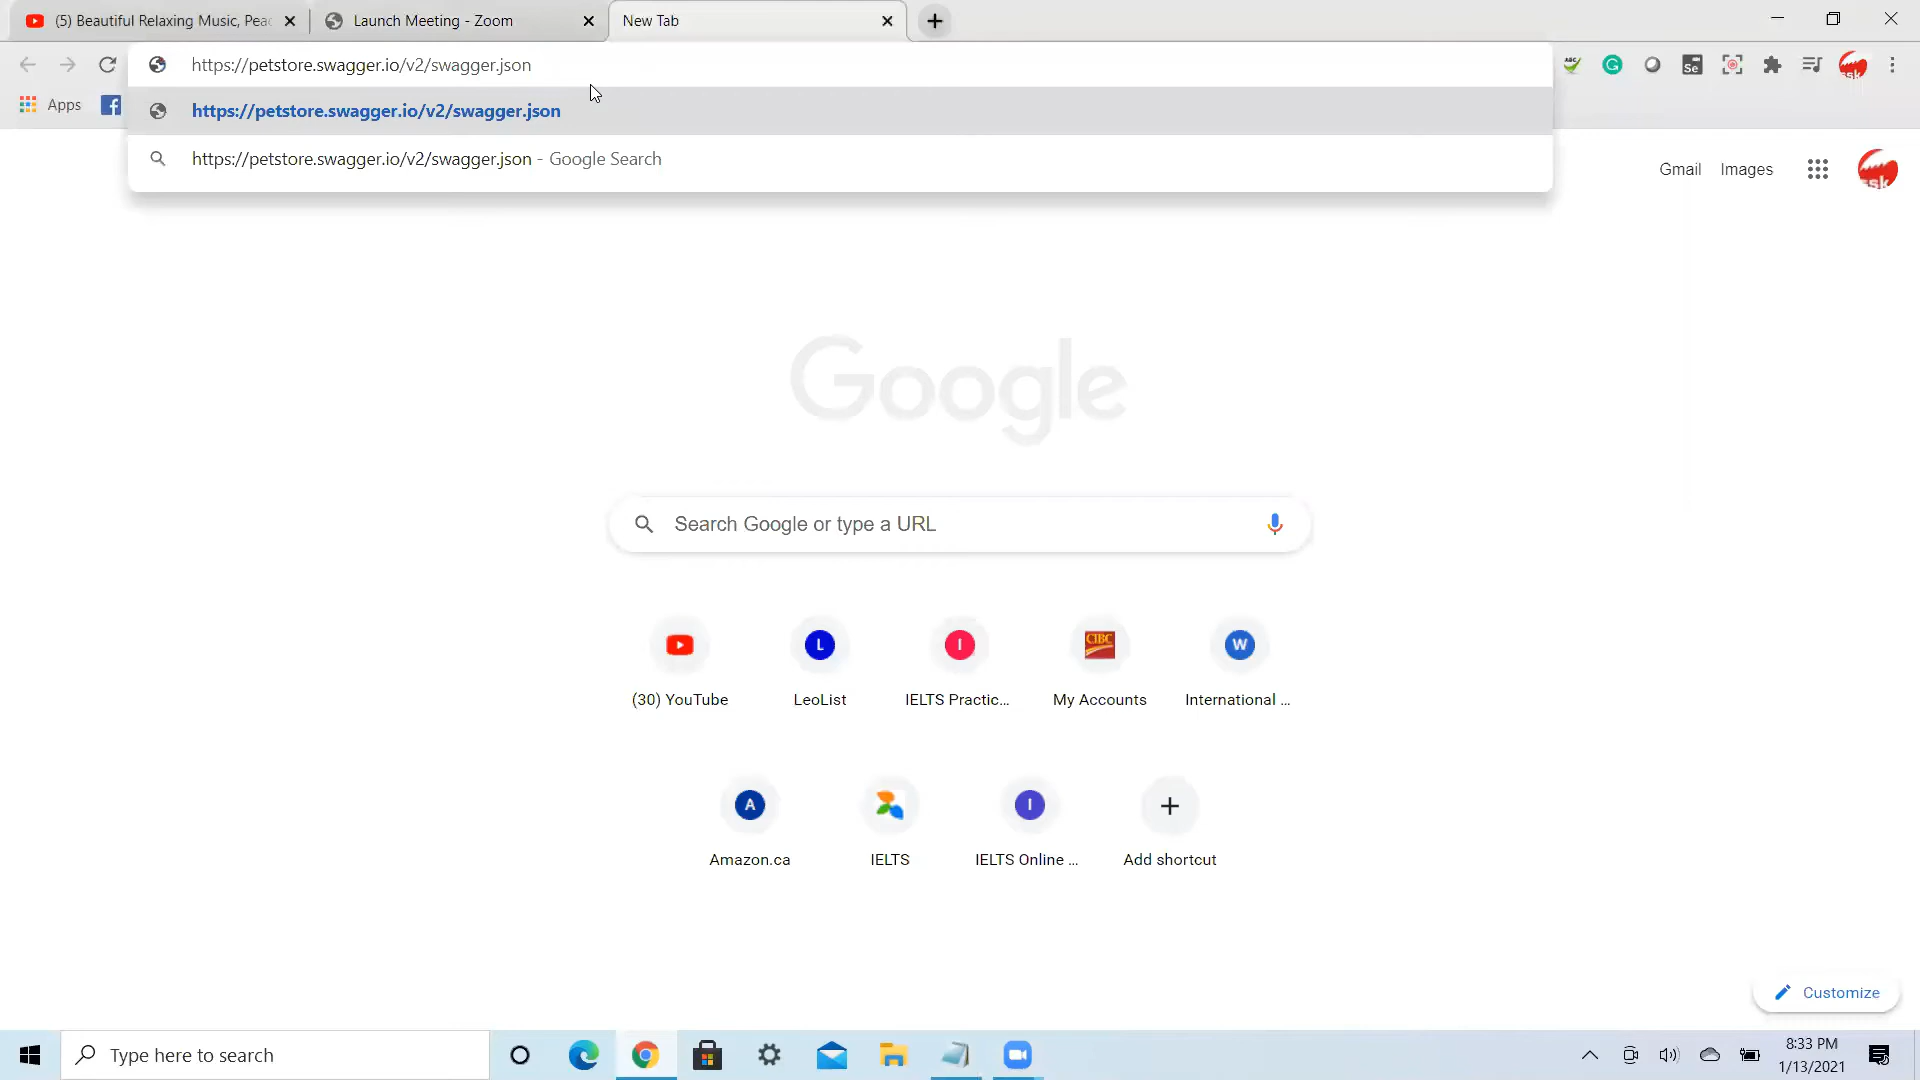 (5) Beautiful Relaxing Music, Peac
Launch Meeting - Zoom
New Tab
https://petstore.swagger.io/v2/swagger.json
https://petstore.swagger.io/v2/swagger.json
https://petstore.swagger.io/v2/swagger.json - Google Search
Apps
Gmail
Images
Google
Search Google or type a URL
(30) YouTube
LeoList
IELTS Practic...
My Accounts
International ...
Amazon.ca
IELTS
IELTS Online ...
Add shortcut
Customize
Type here to search
8:33 PM
1/13/2021